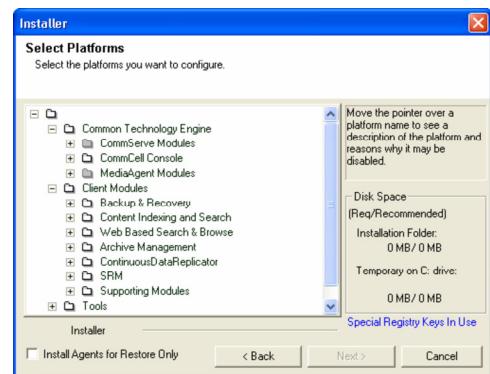 Installer
Select Platforms
Select the platforms you want to configure.
Common Technology Engine
CommServe Modules
CommCell Console
MediaAgent Modules
Client Modules
Backup & Recovery
Content Indexing and Search
Web Based Search & Browse
Archive Management
ContinuousDataReplicator
SRM
Supporting Modules
Tools
Move the pointer over a
platform name to see a
description of the platform and
reasons why it may be
disabled.
Disk Space
(Req/Recommended)
Installation Folder:
0 MB/ 0 MB
Temporary on C: drive:
0 MB/ 0 MB
Special Registry Keys In Use
Installer
Install Agents for Restore Only
< Back
Next >
Cancel